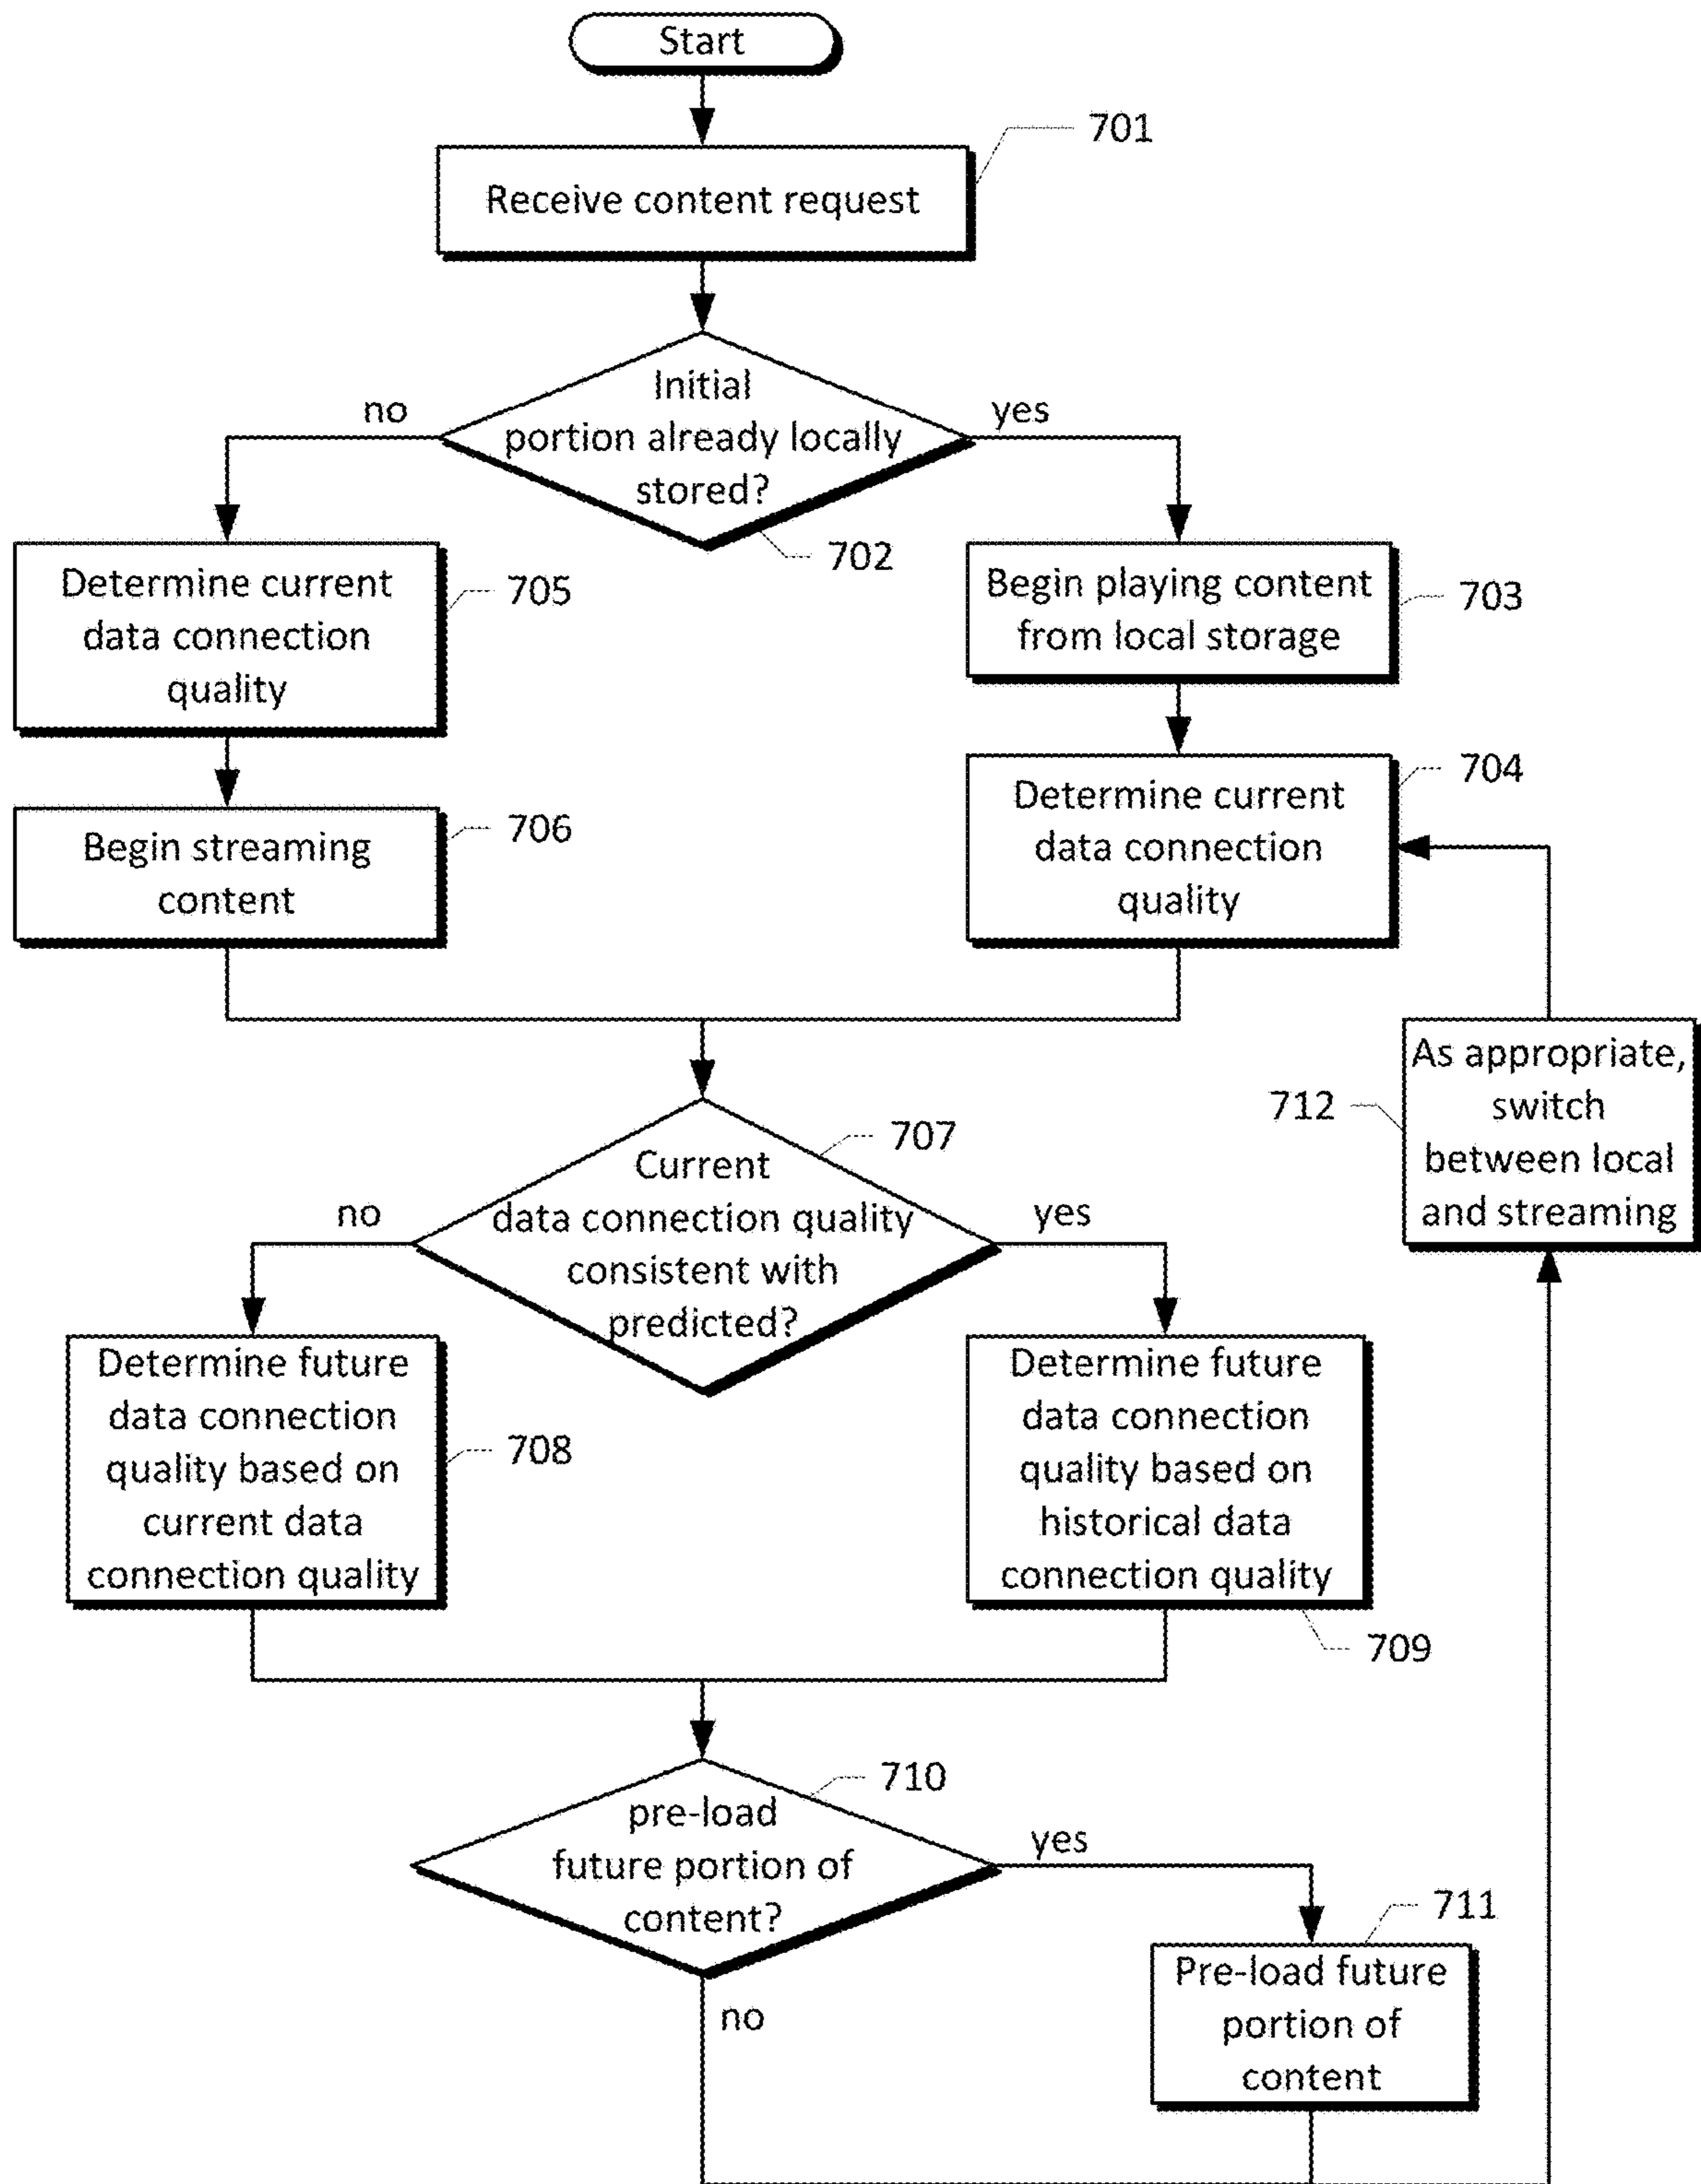 Start
701
Receive content request
Initial
portion already locally
stored?
no
yes
702
Determine current
data connection
quality
705
Begin playing content
from local storage
703
Begin streaming
content
706
Determine current
data connection
quality
704
As appropriate,
switch
between local
and streaming
712
Current
data connection quality
consistent with
predicted?
707
no
yes
Determine future
data connection
quality based on
current data
connection quality
708
Determine future
data connection
quality based on
historical data
connection quality
709
pre-load
future portion of
content?
710
yes
no
711
Pre-load future
portion of
content